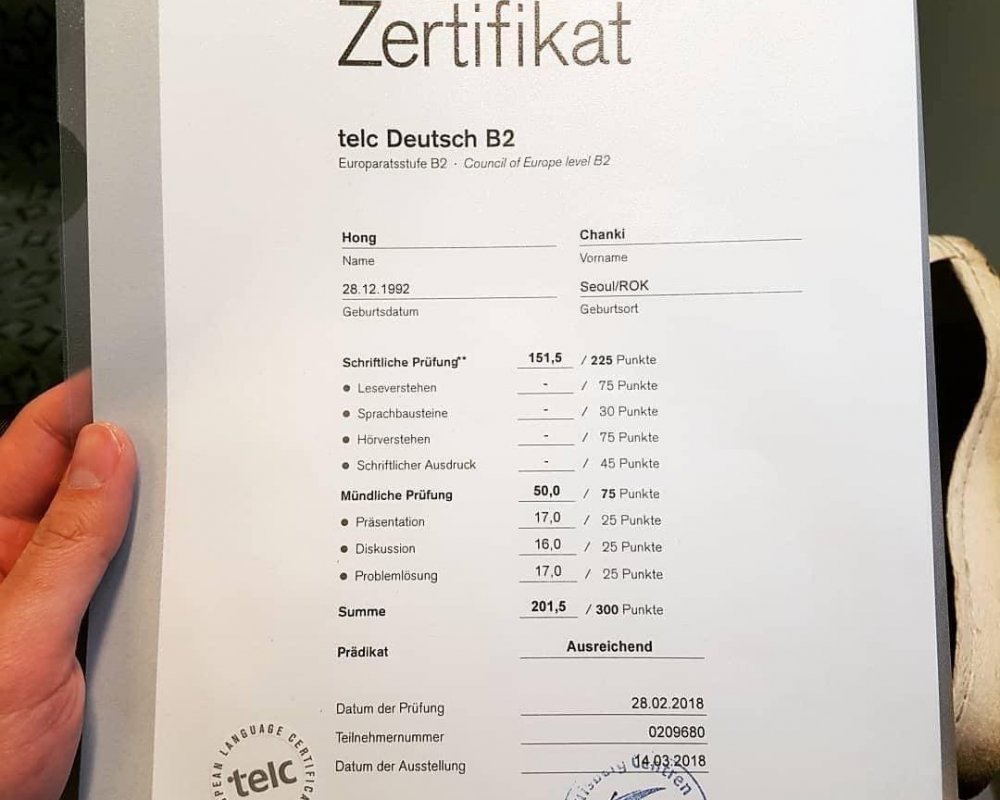 Zertifikat
telc Deutsch B2
Europaratsstufe B2 · Council of Europe level B2
Hong Chanki
Name Vorname
28.12.1992 Seoul/ROK
Geburtsdatum Geburtsort
Schriftliche Prüfung** 151,5 / 225 Punkte
● Leseverstehen - / 75 Punkte
● Sprachbausteine - / 30 Punkte
● Hörverstehen - / 75 Punkte
● Schriftlicher Ausdruck - / 45 Punkte
Mündliche Prüfung 50,0 / 75 Punkte
● Präsentation 17,0 / 25 Punkte
● Diskussion 16,0 / 25 Punkte
● Problemlösung 17,0 / 25 Punkte
Summe 201,5 / 300 Punkte
Prädikat Ausreichend
Datum der Prüfung 28.02.2018
Teilnehmernummer 0209680
Datum der Ausstellung 14.03.2018
LANGUAGE
telc
Centren